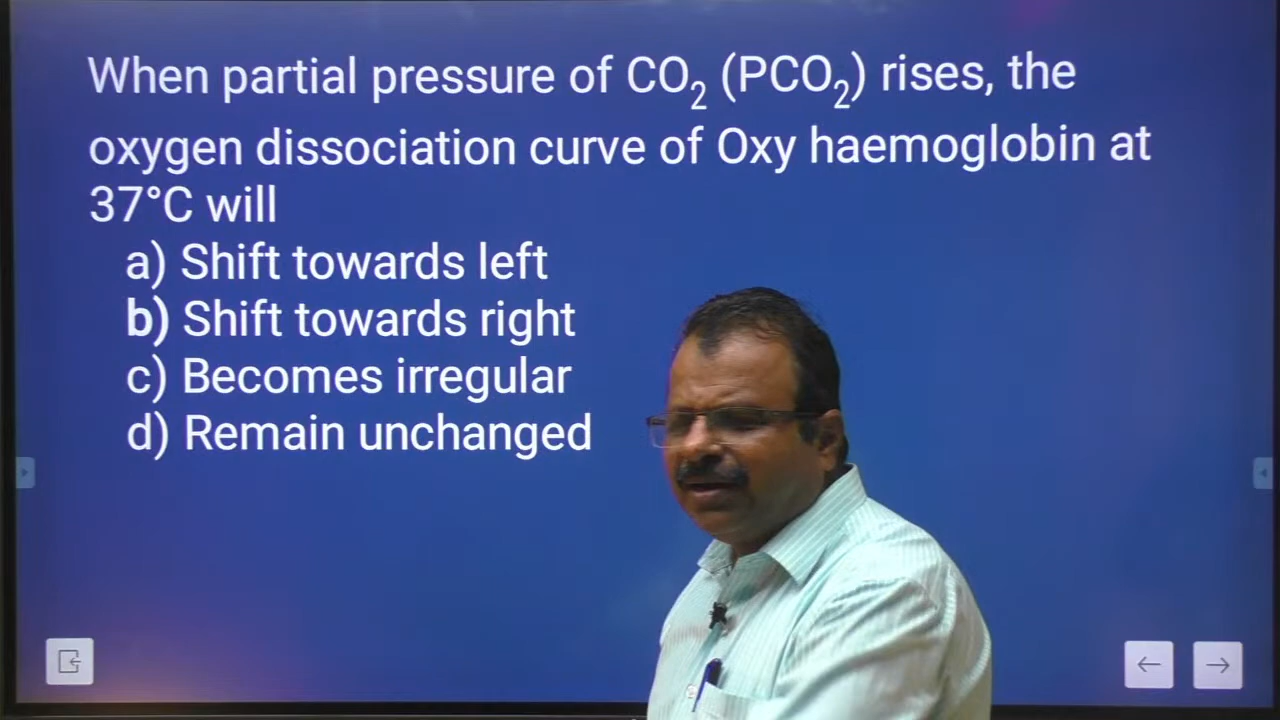 When partial pressure of CO₂ (PCO₂) rises, the
oxygen dissociation curve of Oxy haemoglobin at
37°C will
a) Shift towards left
b) Shift towards right
c) Becomes irregular
d) Remain unchanged